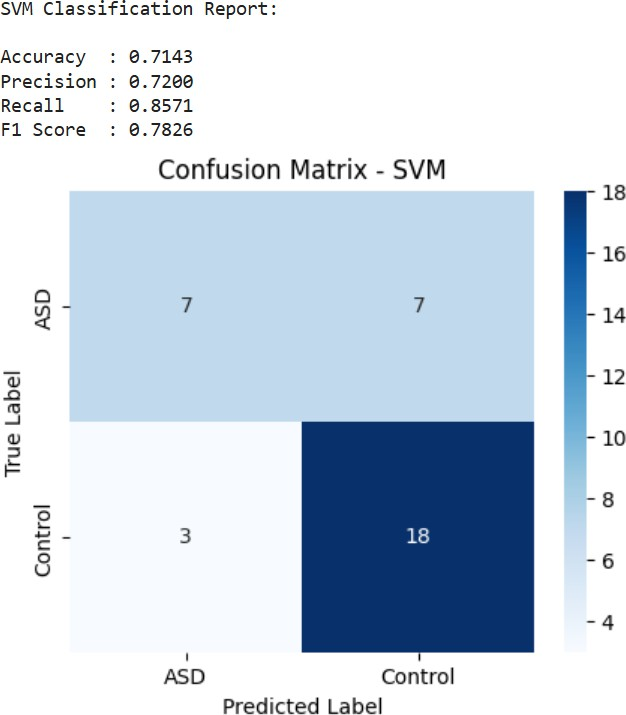 SVM Classification Report:
Accuracy  : 0.7143
Precision : 0.7200
Recall    : 0.8571
F1 Score  : 0.7826
Confusion Matrix - SVM
True Label
ASD
7
7
Control
3
18
ASD
Control
Predicted Label
18
16
14
12
10
8
6
4